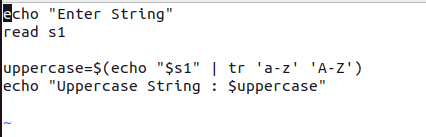 echo "Enter String"
read s1
uppercase=$(echo "$s1" | tr 'a-z' 'A-Z')
echo "Uppercase String : $uppercase"
~